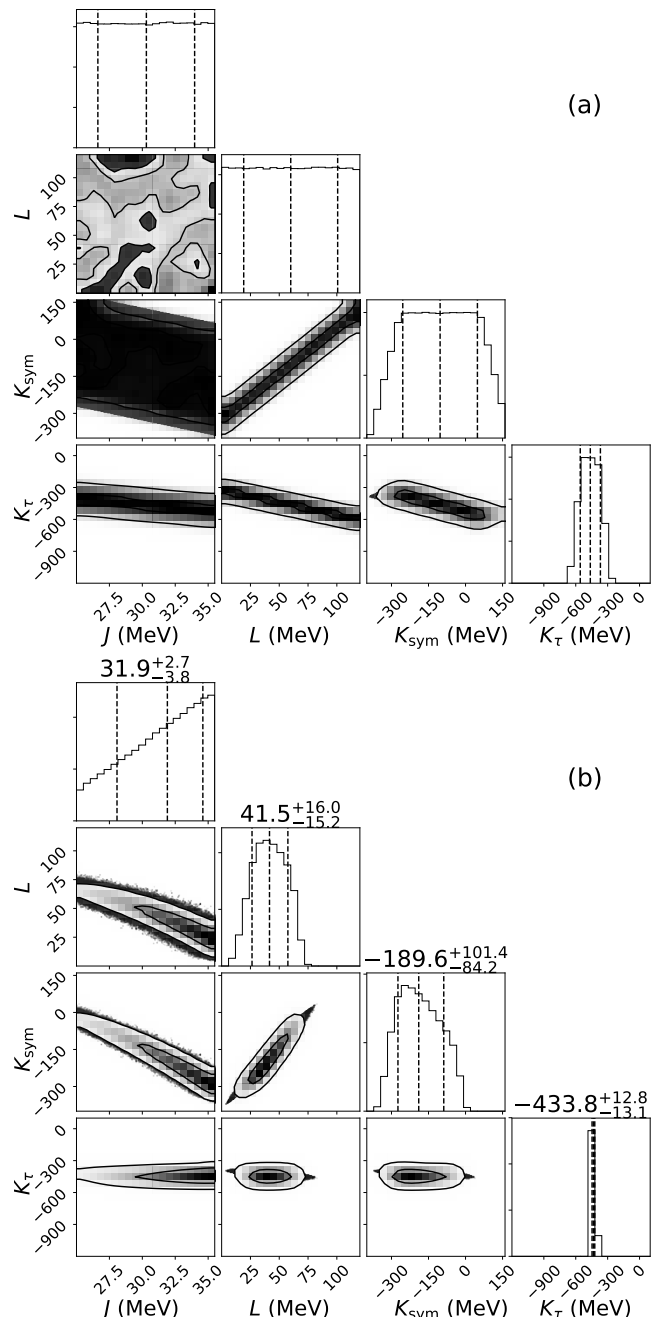 (a)
L
100
75
50
25
K_sym
150
0
−150
−300
K_τ
0
−300
−600
−900
27.5 30.0 32.5 35.0
25 50 75 100
−300 −150 0 150
−900 −600 −300 0
J (MeV)
L (MeV)
K_sym (MeV)
K_τ (MeV)
31.9 +2.7 −3.8
(b)
41.5 +16.0 −15.2
L
100
75
50
25
−189.6 +101.4 −84.2
K_sym
150
0
−150
−300
−433.8 +12.8 −13.1
K_τ
0
−300
−600
−900
27.5 30.0 32.5 35.0
25 50 75 100
−300 −150 0 150
−900 −600 −300 0
J (MeV)
L (MeV)
K_sym (MeV)
K_τ (MeV)